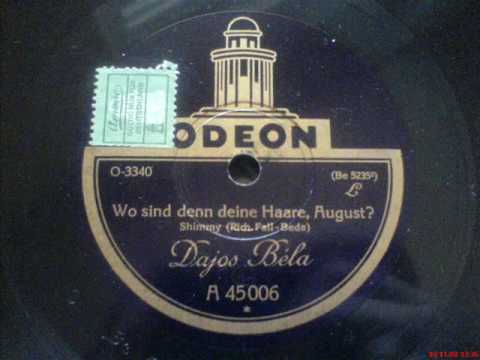 ODEON
O-3340
(Be 5235²)
L
Wo sind denn deine Haare, August?
Shimmy (Rich. Fall-Beda)
Dajos Béla
A 45006
*